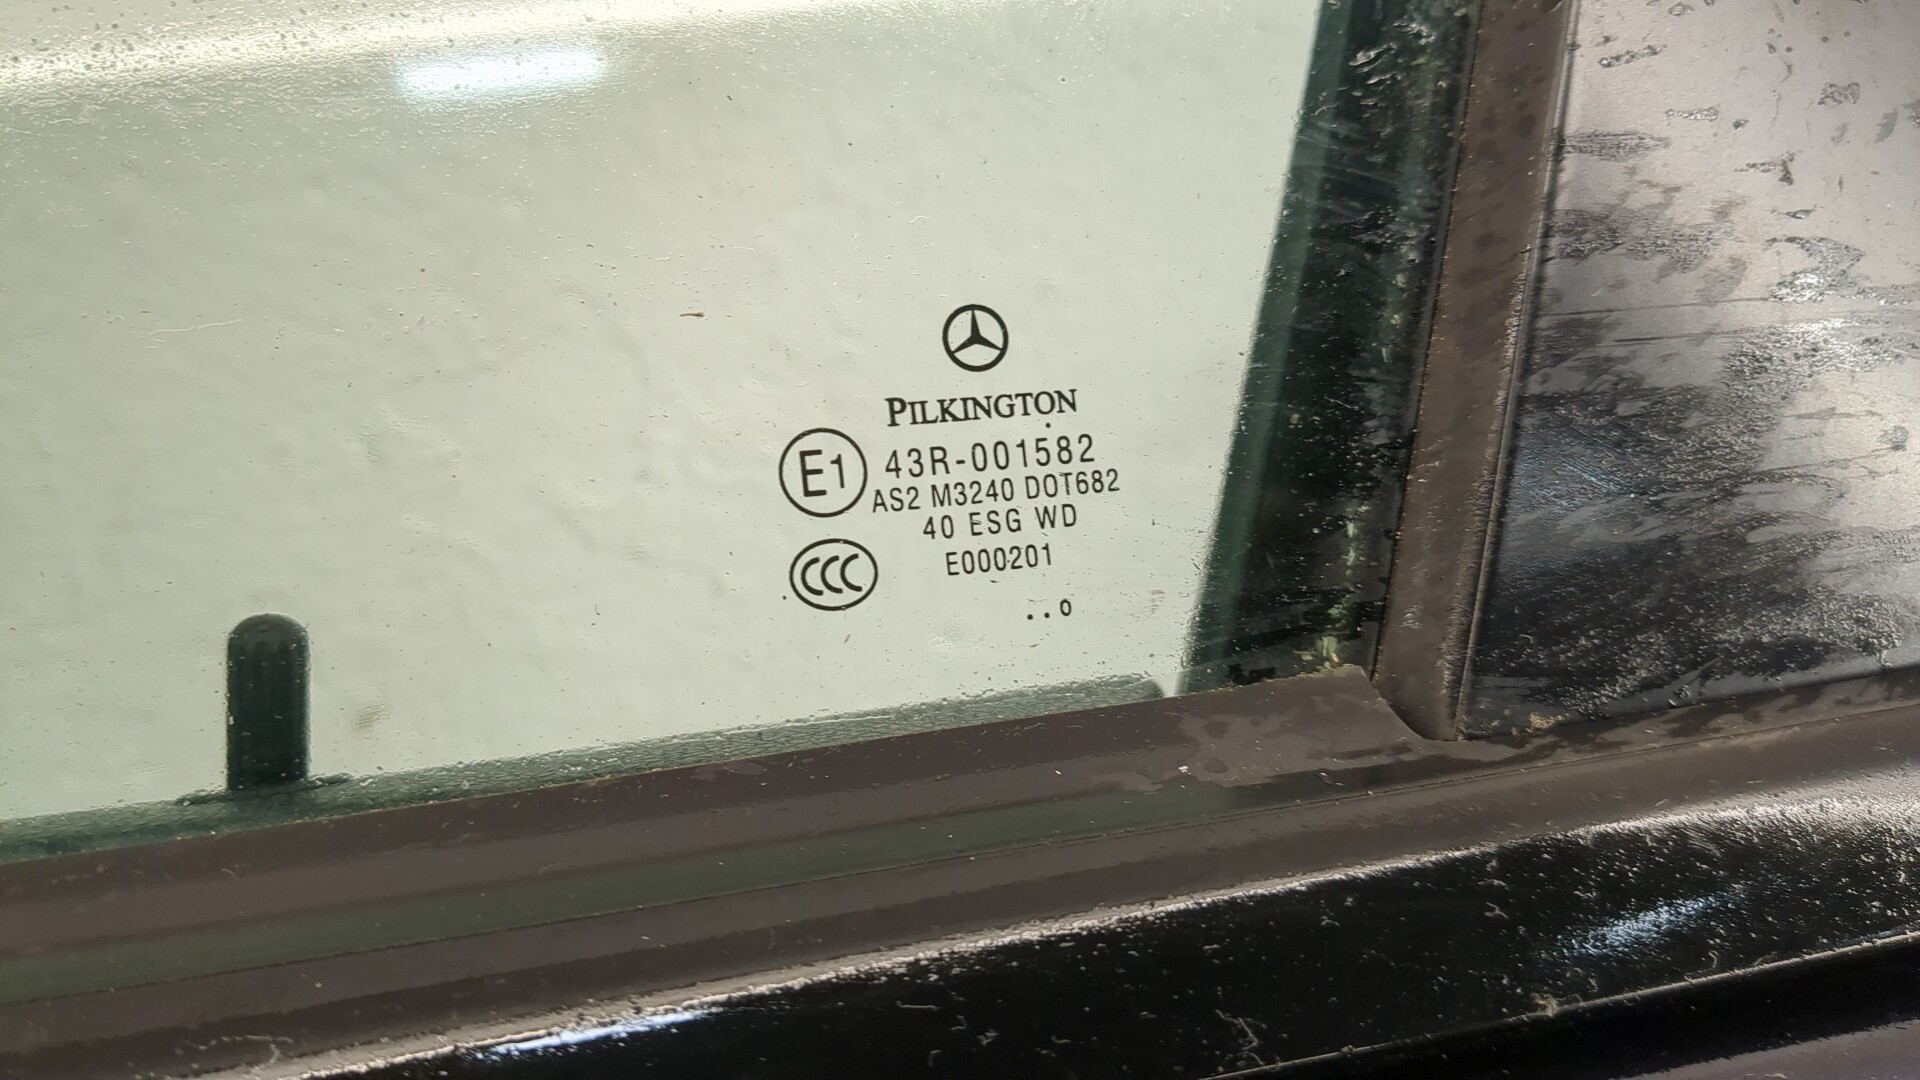 PILKINGTON
E1 43R-001582
AS2 M3240 DOT682
40 ESG WD
CCC E000201
..o